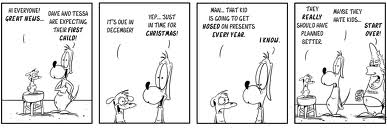 HI EVERYONE!
GREAT NEWS...
DAVE AND TESSA
ARE EXPECTING
THEIR FIRST
CHILD!
IT'S DUE IN
DECEMBER!
YEP... JUST
IN TIME FOR
CHRISTMAS!
MAN... THAT KID
IS GOING TO GET
HOSED ON PRESENTS
EVERY YEAR.
I KNOW.
THEY
REALLY
SHOULD HAVE
PLANNED
BETTER.
MAYBE THEY
HATE KIDS...
START
OVER!